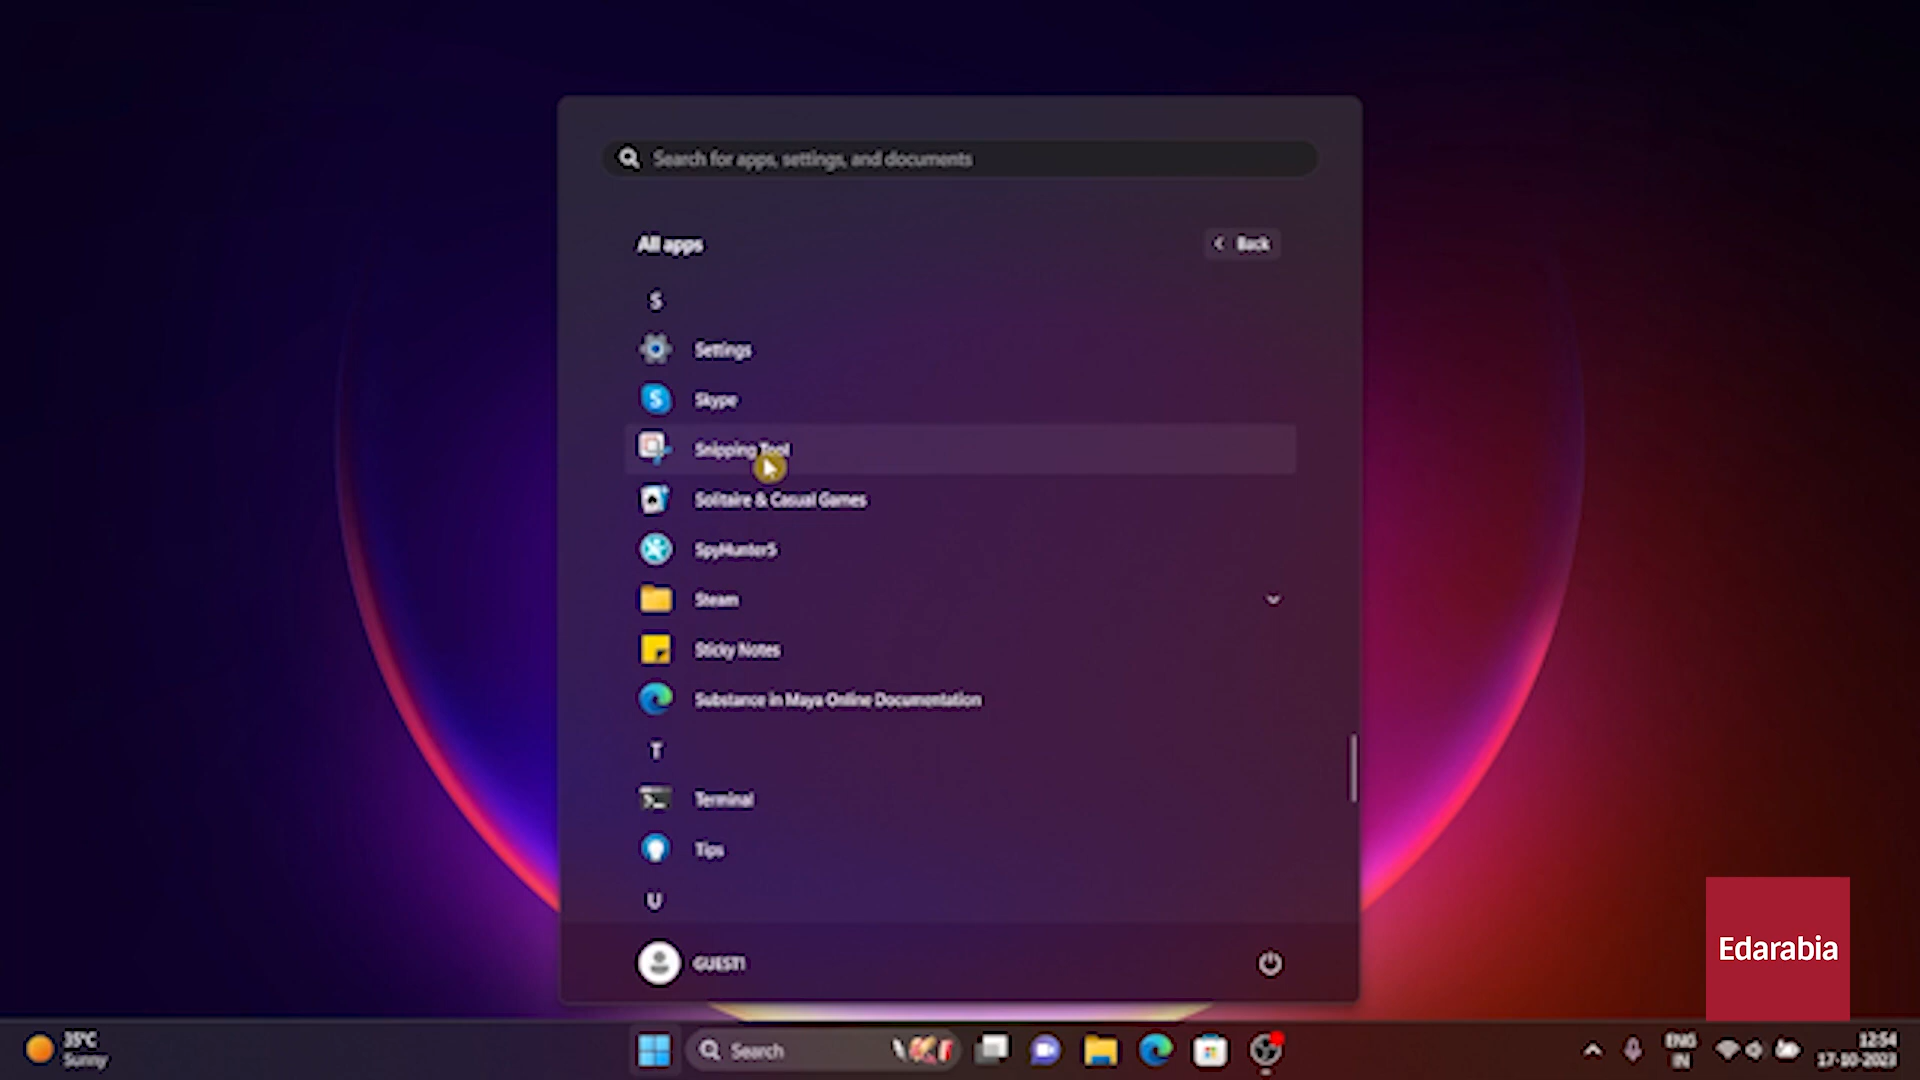 Search for apps, settings, and documents
All apps
Back
S
Settings
Skype
Snipping Tool
Solitaire & Casual Games
SpyHunter5
Steam
Sticky Notes
Substance in Maya Online Documentation
T
Terminal
Tips
U
GUEST1
Edarabia
35°C
Sunny
Search
ENG
IN
12:54
17-10-2023